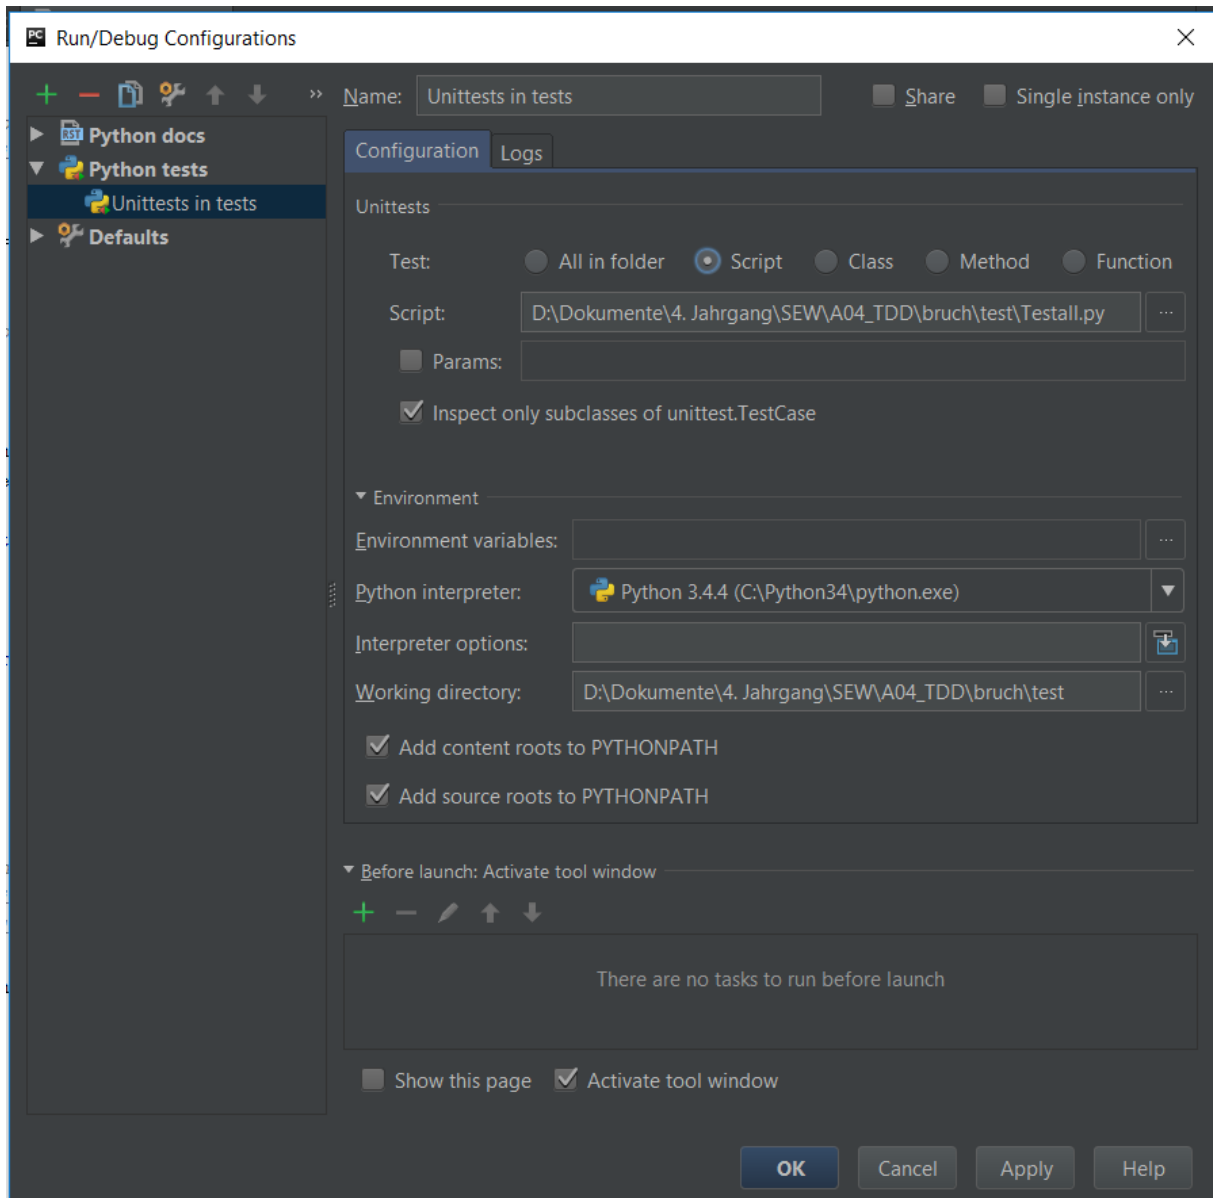 Run/Debug Configurations
Name: Unittests in tests Share Single instance only
Python docs
Python tests
Unittests in tests
Defaults
Configuration Logs
Unittests
Test: All in folder Script Class Method Function
Script: D:\Dokumente\4. Jahrgang\SEW\A04_TDD\bruch\test\Testall.py ...
Params:
Inspect only subclasses of unittest.TestCase
Environment
Environment variables: ...
Python interpreter: Python 3.4.4 (C:\Python34\python.exe)
Interpreter options:
Working directory: D:\Dokumente\4. Jahrgang\SEW\A04_TDD\bruch\test ...
Add content roots to PYTHONPATH
Add source roots to PYTHONPATH
Before launch: Activate tool window
There are no tasks to run before launch
Show this page Activate tool window
OK Cancel Apply Help